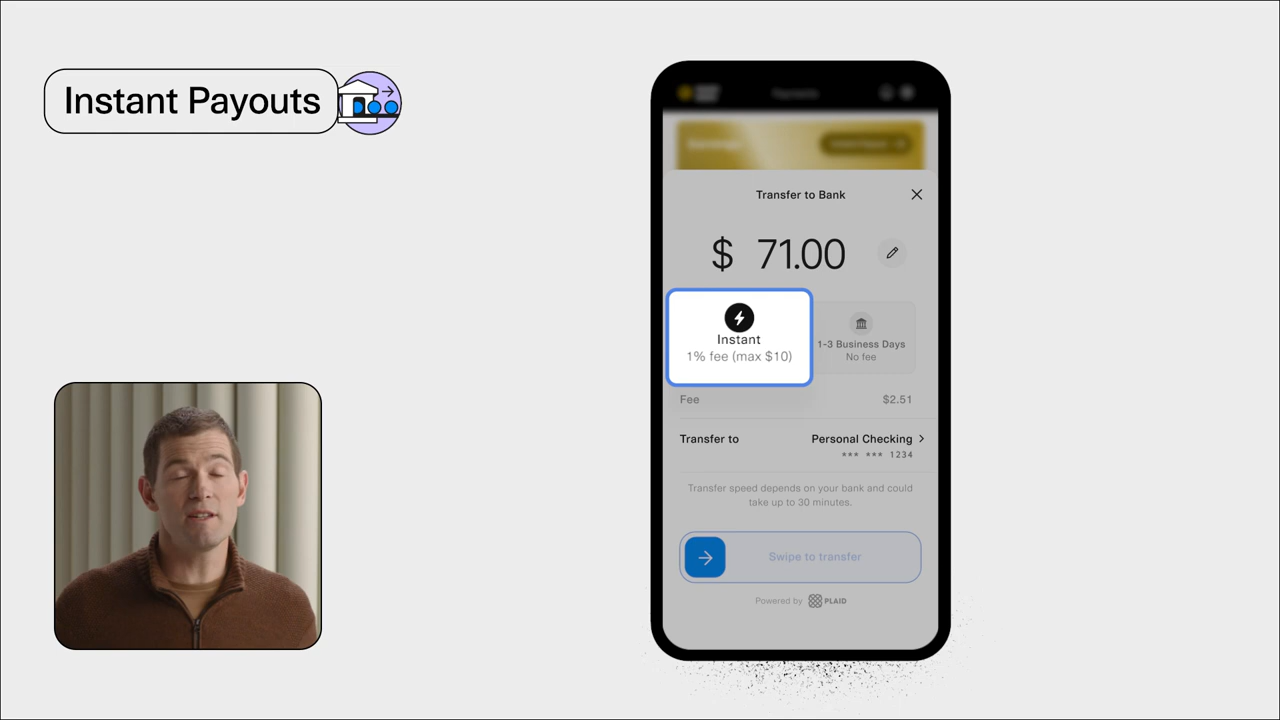 Instant Payouts
Transfer to Bank
$ 71.00
Instant
1% fee (max $10)
1-3 Business Days
No fee
Fee
$2.51
Transfer to
Personal Checking
*** *** 1234
Transfer speed depends on your bank and could
take up to 30 minutes.
Swipe to transfer
Powered by PLAID